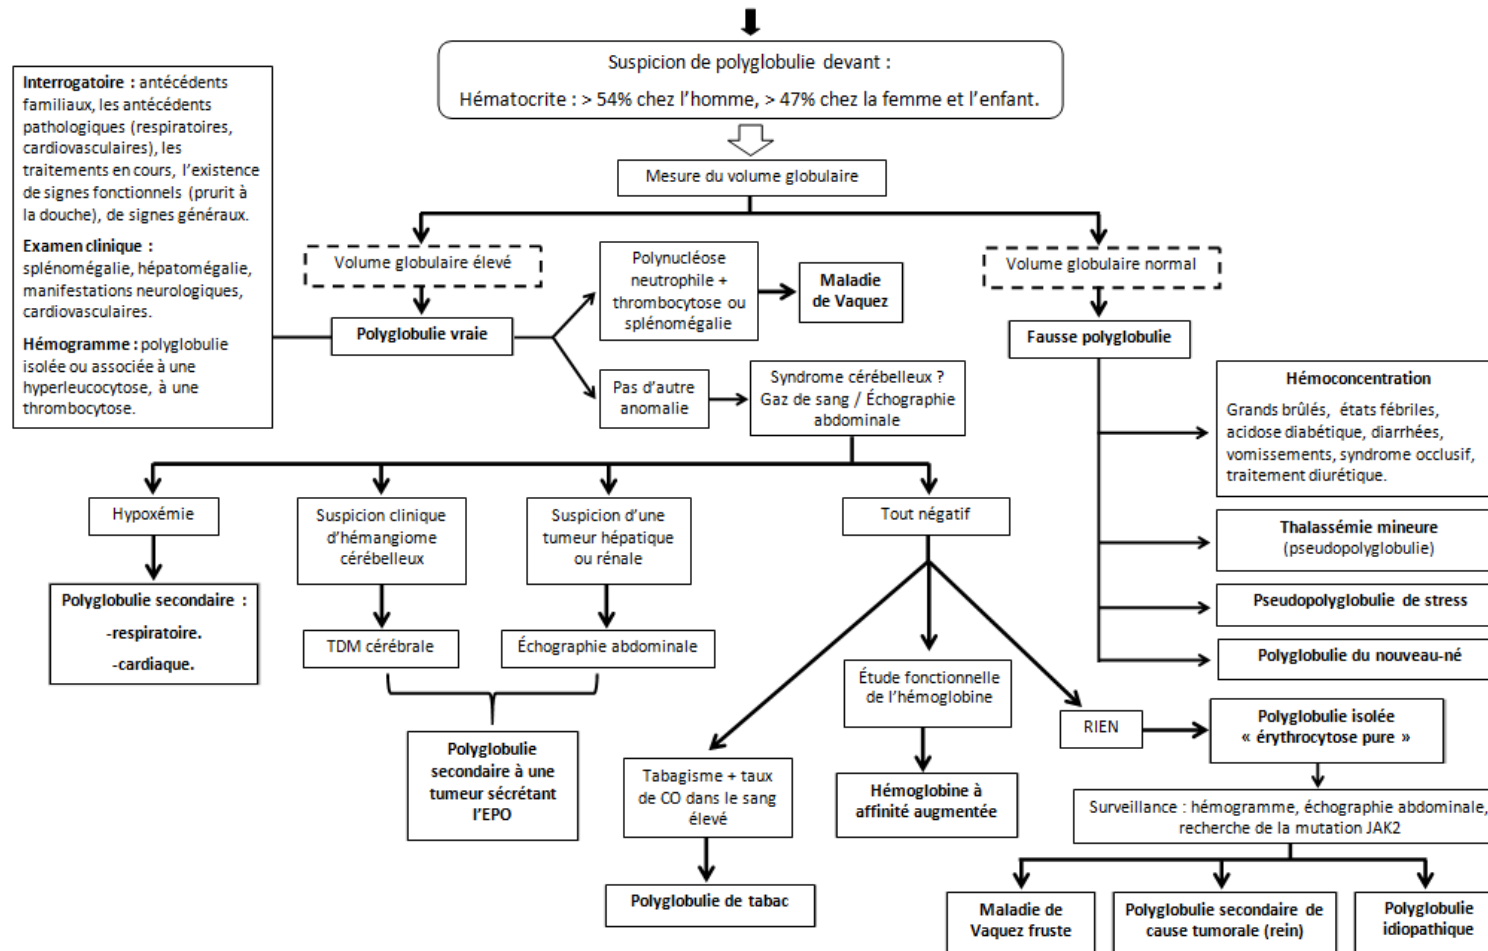 Suspicion de polyglobulie devant :
Hématocrite : > 54% chez l'homme, > 47% chez la femme et l'enfant.
Interrogatoire : antécédents
familiaux, les antécédents
pathologiques (respiratoires,
cardiovasculaires), les
traitements en cours, l'existence
de signes fonctionnels (prurit à
la douche), de signes généraux.
Examen clinique :
splénomégalie, hépatomégalie,
manifestations neurologiques,
cardiovasculaires.
Hémogramme : polyglobulie
isolée ou associée à une
hyperleucocytose, à une
thrombocytose.
Mesure du volume globulaire
Volume globulaire élevé
Polyglobulie vraie
Polynucléose
neutrophile +
thrombocytose ou
splénomégalie
Maladie
de Vaquez
Pas d'autre
anomalie
Syndrome cérébelleux ?
Gaz de sang / Échographie
abdominale
Volume globulaire normal
Fausse polyglobulie
Hémoconcentration
Grands brûlés, états fébriles,
acidose diabétique, diarrhées,
vomissements, syndrome occlusif,
traitement diurétique.
Thalassémie mineure
(pseudopolyglobulie)
Pseudopolyglobulie de stress
Polyglobulie du nouveau-né
Hypoxémie
Polyglobulie secondaire :
-respiratoire.
-cardiaque.
Suspicion clinique
d'hémangiome
cérébelleux
TDM cérébrale
Suspicion d'une
tumeur hépatique
ou rénale
Échographie abdominale
Polyglobulie
secondaire à une
tumeur sécrétant
l'EPO
Tout négatif
Tabagisme + taux
de CO dans le sang
élevé
Polyglobulie de tabac
Étude fonctionnelle
de l'hémoglobine
Hémoglobine à
affinité augmentée
RIEN
Polyglobulie isolée
« érythrocytose pure »
Surveillance : hémogramme, échographie abdominale,
recherche de la mutation JAK2
Maladie de
Vaquez fruste
Polyglobulie secondaire de
cause tumorale (rein)
Polyglobulie
idiopathique